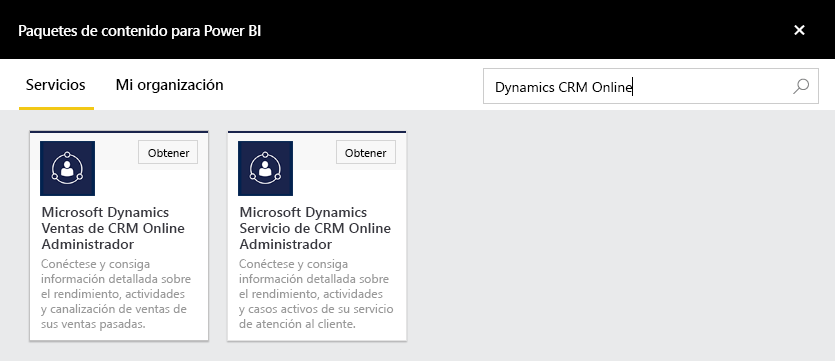 Paquetes de contenido para Power BI
Servicios
Mi organización
Dynamics CRM Online
Obtener
Microsoft Dynamics
Ventas de CRM Online
Administrador
Conéctese y consiga
información detallada sobre
el rendimiento, actividades
y canalización de ventas de
sus ventas pasadas.
Obtener
Microsoft Dynamics
Servicio de CRM Online
Administrador
Conéctese y consiga
información detallada sobre
el rendimiento, actividades
y casos activos de su servicio
de atención al cliente.